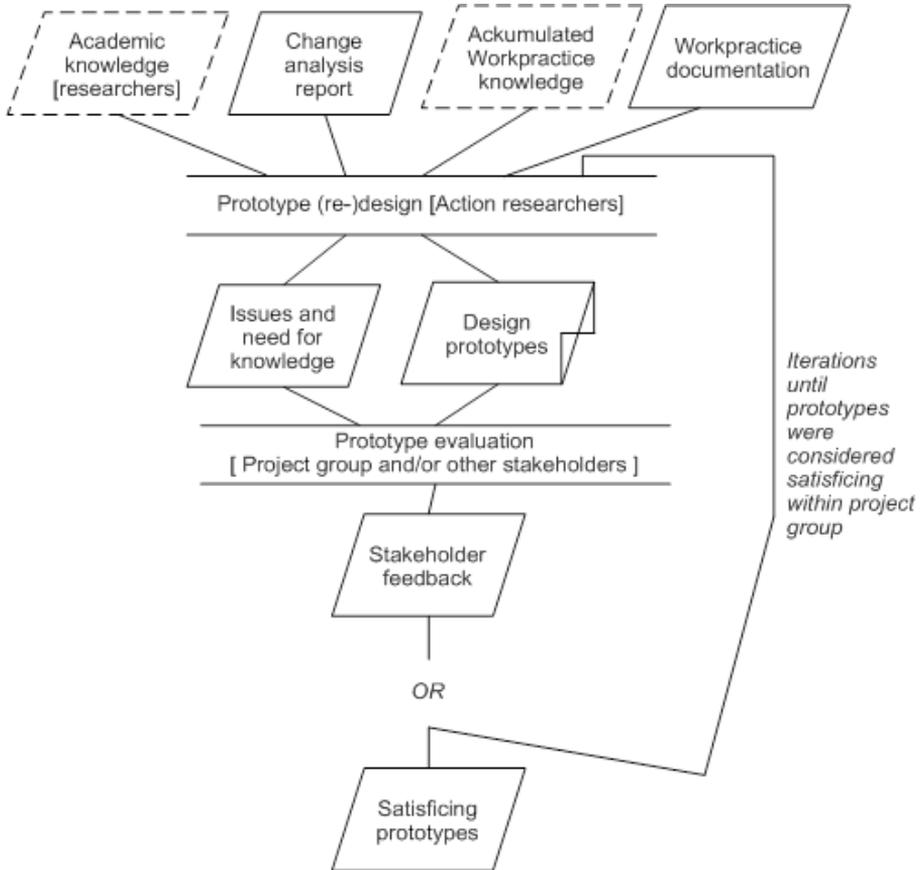 Academic
knowledge
[researchers]
Change
analysis
report
Ackumulated
Workpractice
knowledge
Workpractice
documentation
Prototype (re-)design [Action researchers]
Issues and
need for
knowledge
Design
prototypes
Iterations
until
prototypes
were
considered
satisficing
within project
group
Prototype evaluation
[ Project group and/or other stakeholders ]
Stakeholder
feedback
OR
Satisficing
prototypes